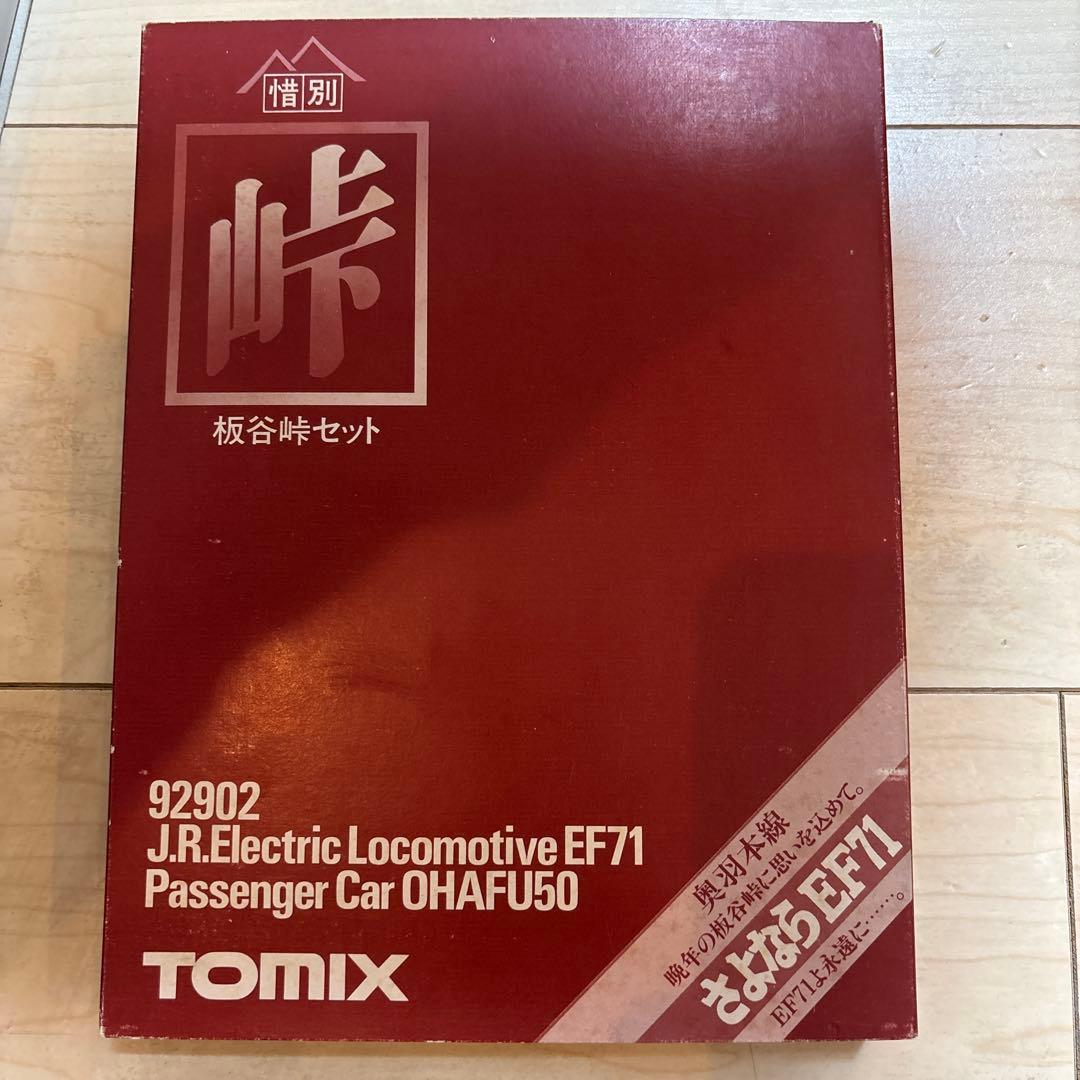 惜別
峠
板谷峠セット
92902
J.R.Electric Locomotive EF71
Passenger Car OHAFU50
TOMIX
奥羽本線
晩年の板谷峠に思いを込めて。
さよならEF71
EF71よ永遠に……。